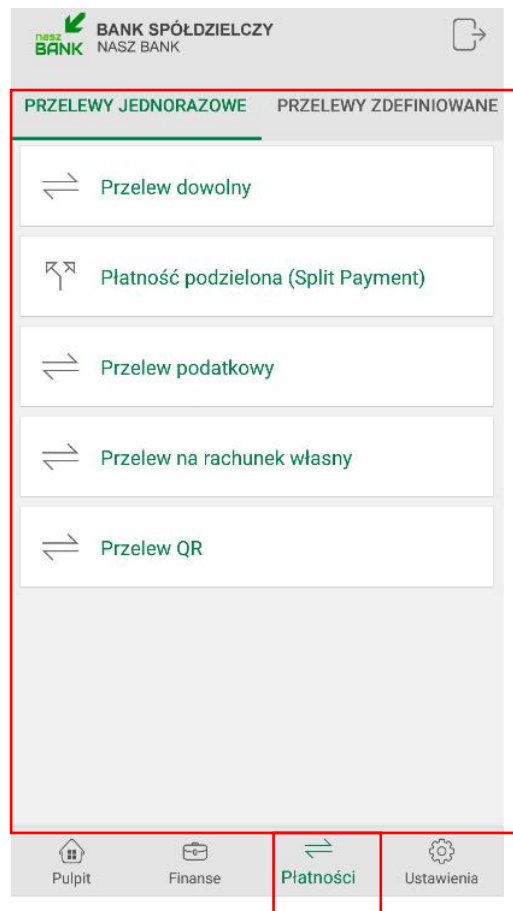 nasz
BANK
BANK SPÓŁDZIELCZY
NASZ BANK
PRZELEWY JEDNORAZOWE PRZELEWY ZDEFINIOWANE
Przelew dowolny
Płatność podzielona (Split Payment)
Przelew podatkowy
Przelew na rachunek własny
Przelew QR
Pulpit Finanse Płatności Ustawienia